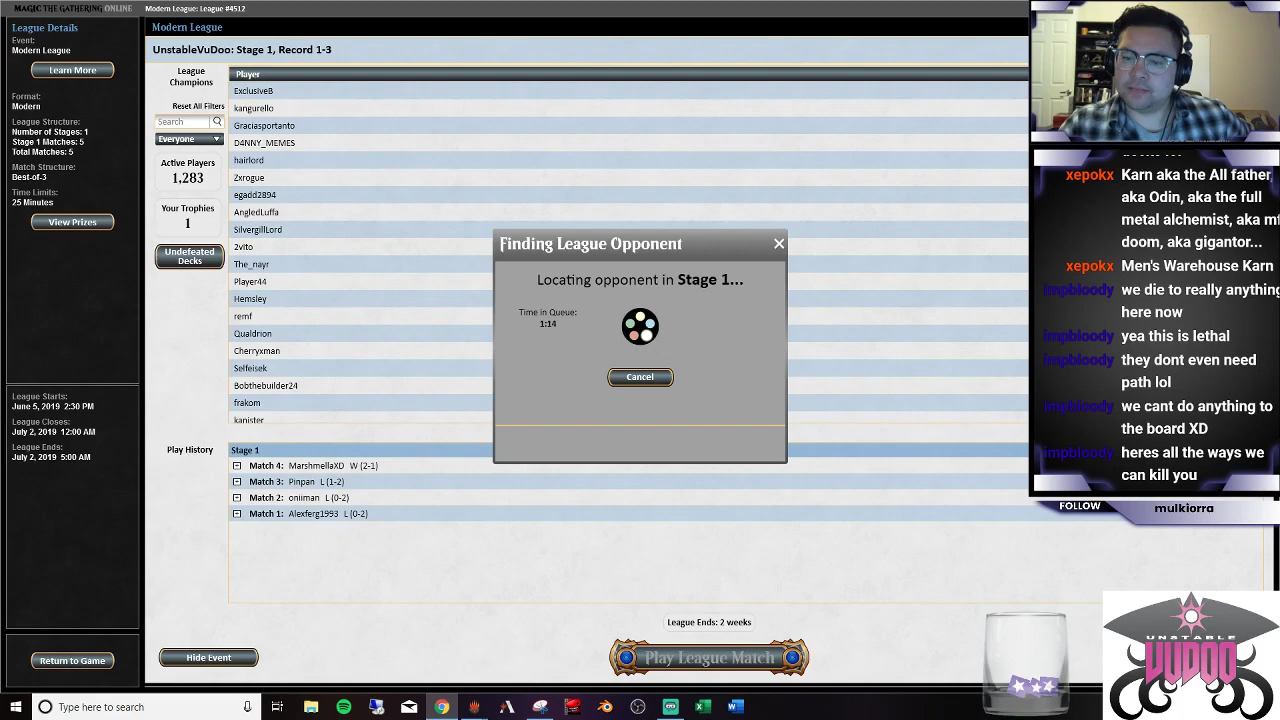 MAGIC THE GATHERING ONLINE
Modern League: League #4512
League Details
Event:
Modern League
Learn More
Format:
Modern
League Structure:
Number of Stages: 1
Stage 1 Matches: 5
Total Matches: 5
Match Structure:
Best-of-3
Time Limits:
25 Minutes
View Prizes
League Starts:
June 5, 2019 2:30 PM
League Closes:
July 2, 2019 12:00 AM
League Ends:
July 2, 2019 5:00 AM
Return to Game
Modern League
UnstableVuDoo: Stage 1, Record 1-3
League
Champions
Reset All Filters
Search
Everyone
Active Players
1,283
Your Trophies
1
Undefeated
Decks
Player
ExclusiveB
kangurello
Graciasportanto
D4NNY_MEMES
hairlord
Zxrogue
egadd2894
AngledLuffa
SilvergillLord
2vito
The_nayr
Player44
Hemsley
remf
Qualdrion
Cherryxman
Selfeisek
Bobthebuilder24
frakom
kanister
Finding League Opponent
Locating opponent in Stage 1...
Time in Queue:
1:14
Cancel
Play History
Stage 1
Match 4: MarshmellaXD W (2-1)
Match 3: Pinpan L (1-2)
Match 2: oniiman L (0-2)
Match 1: Alexferg1993 L (0-2)
League Ends: 2 weeks
Hide Event
Play League Match
xepokx Karn aka the All father,
aka Odin, aka the full
metal alchemist, aka mf
doom, aka gigantor...
xepokx Men's Warehouse Karn
impbloody we die to really anything
here now
impbloody yea this is lethal
impbloody they dont even need
path lol
impbloody we cant do anything to
the board XD
impbloody heres all the ways we
can kill you
FOLLOW mulkiorra
UNSTABLE
VUDOO
Type here to search